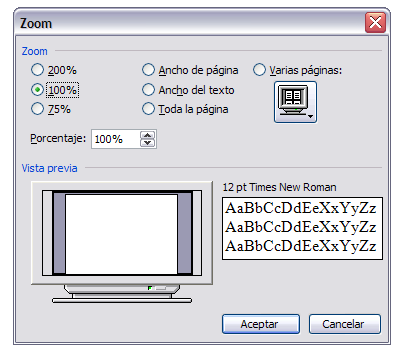 Zoom
Zoom
200%
Ancho de página
Varias páginas:
100%
Ancho del texto
75%
Toda la página
Porcentaje: 100%
Vista previa
12 pt Times New Roman
AaBbCcDdEeXxYyZz
AaBbCcDdEeXxYyZz
AaBbCcDdEeXxYyZz
Aceptar
Cancelar